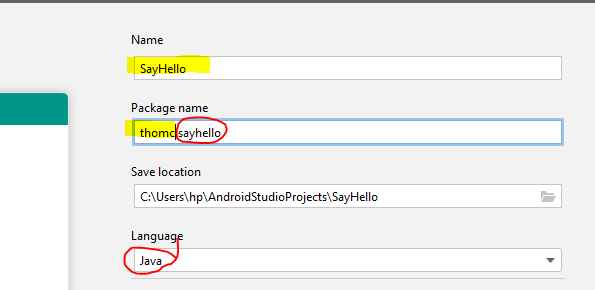 Name
SayHello
Package name
thomc.sayhello
Save location
C:\Users\hp\AndroidStudioProjects\SayHello
Language
Java